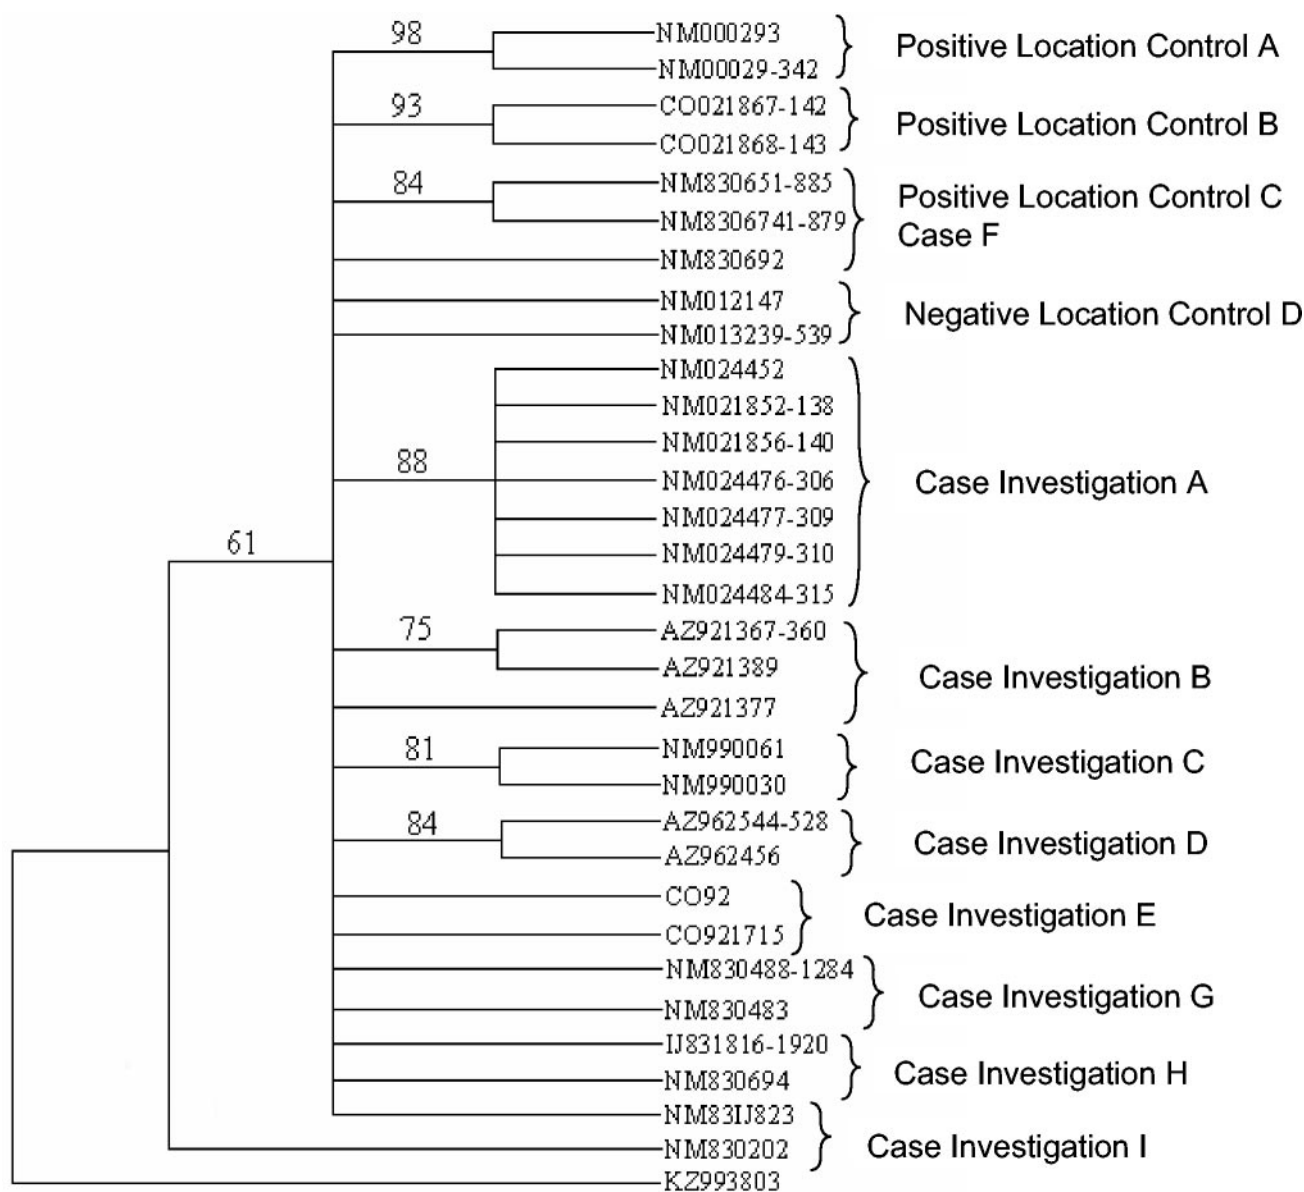 98
NM000293
NM00029-342
Positive Location Control A
93
CO021867-142
CO021868-143
Positive Location Control B
84
NM830651-885
NM8306741-879
NM830692
Positive Location Control C
Case F
NM012147
NM013239-539
Negative Location Control D
88
NM024452
NM021852-138
NM021856-140
NM024476-306
NM024477-309
NM024479-310
NM024484-315
Case Investigation A
61
75
AZ921367-360
AZ921389
AZ921377
Case Investigation B
81
NM990061
NM990030
Case Investigation C
84
AZ962544-528
AZ962456
Case Investigation D
CO92
CO921715
Case Investigation E
NM830488-1284
NM830483
Case Investigation G
IJ831816-1920
NM830694
Case Investigation H
NM83IJ823
NM830202
Case Investigation I
KZ993803